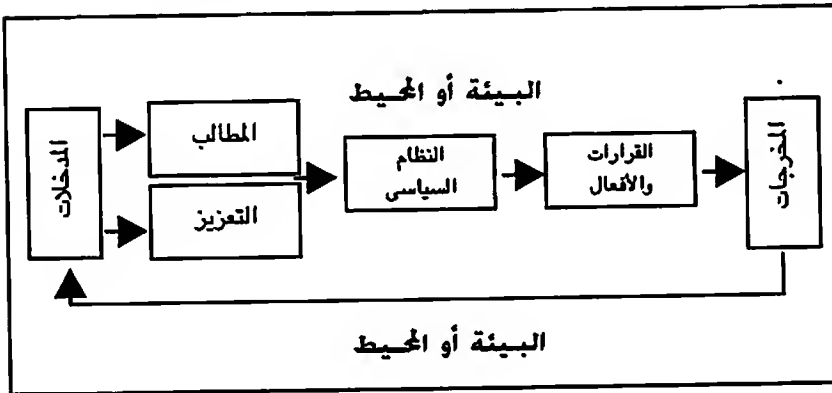 البيئة أو المحيط
المدخلات
المطالب
التعزيز
النظام
السياسى
القرارات
والأفعال
المخرجات
البيئة أو المحيط